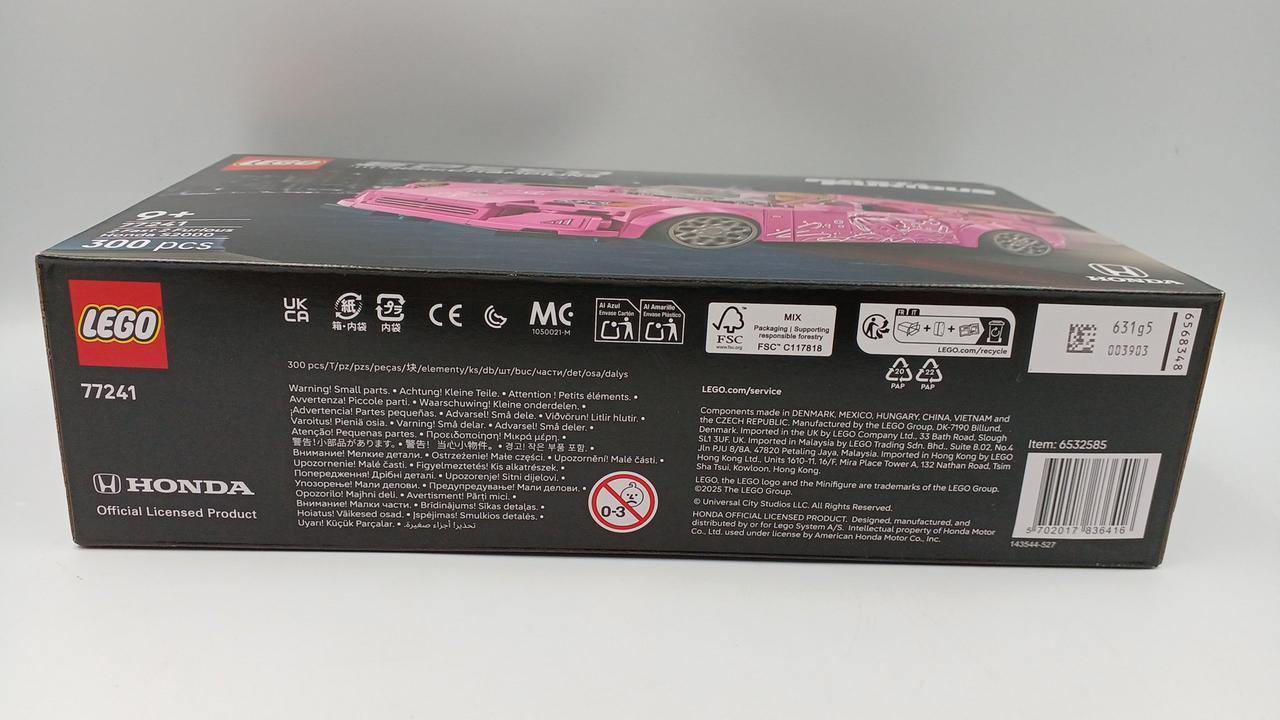 LEGO
9+
300 pcs
HONDA
LEGO
77241
HONDA
Official Licensed Product
UK
CA
紙
箱・内袋
プラ
内袋
CE
MC
1050021-M
Al Azul
Envase Cartón
Al Amarillo
Envase Plástico
FSC
www.fsc.org
MIX
Packaging | Supporting
responsible forestry
FSC™ C117818
FR IT
LEGO.com/recycle
20
PAP
22
PAP
631g5
003903
6568348
300 pcs/T/pz/pzs/peças/块/elementy/ks/db/шт/buc/части/det/osa/dalys
Warning! Small parts. • Achtung! Kleine Teile. • Attention ! Petits éléments. •
Avvertenza! Piccole parti. • Waarschuwing! Kleine onderdelen. •
¡Advertencia! Partes pequeñas. • Advarsel! Små dele. • Viðvörun! Litlir hlutir. •
Varoitus! Pieniä osia. • Varning! Små delar. • Advarsel! Små deler. •
Atenção! Pequenas partes. • Προειδοποίηση! Μικρά μέρη. •
警告!小部品があります。• 警告! 当心小物件。• 경고! 작은 부품 포함. •
Внимание! Мелкие детали. • Ostrzeżenie! Małe części. • Upozornění! Malé části. •
Upozornenie! Malé časti. • Figyelmeztetés! Kis alkatrészek. •
Попередження! Дрібні деталі. • Upozorenje! Sitni dijelovi. •
Упозорење! Мали делови. • Предупредување! Мали делови. •
Opozorilo! Majhni deli. • Avertisment! Părți mici. •
Внимание! Малки части. • Brīdinājums! Sīkas detaļas. •
Hoiatus! Väikesed osad. • Įspėjimas! Smulkios detalės. •
Uyarı! Küçük Parçalar. • تحذير! أجزاء صغيرة.
0-3
LEGO.com/service
Components made in DENMARK, MEXICO, HUNGARY, CHINA, VIETNAM and
the CZECH REPUBLIC. Manufactured by the LEGO Group, DK-7190 Billund,
Denmark. Imported in the UK by LEGO Company Ltd., 33 Bath Road, Slough
SL1 3UF, UK. Imported in Malaysia by LEGO Trading Sdn. Bhd., Suite 8.02, No.4
Jln PJU 8/8A, 47820 Petaling Jaya, Malaysia. Imported in Hong Kong by LEGO
Hong Kong Ltd., Units 1610-11, 16/F, Mira Place Tower A, 132 Nathan Road, Tsim
Sha Tsui, Kowloon, Hong Kong.
LEGO, the LEGO logo and the Minifigure are trademarks of the LEGO Group.
©2025 The LEGO Group.
© Universal City Studios LLC. All Rights Reserved.
HONDA OFFICIAL LICENSED PRODUCT. Designed, manufactured, and
distributed by or for Lego System A/S. Intellectual property of Honda Motor
Co., Ltd. used under license by American Honda Motor Co., Inc.
Item: 6532585
5 702017 836416
143544-527